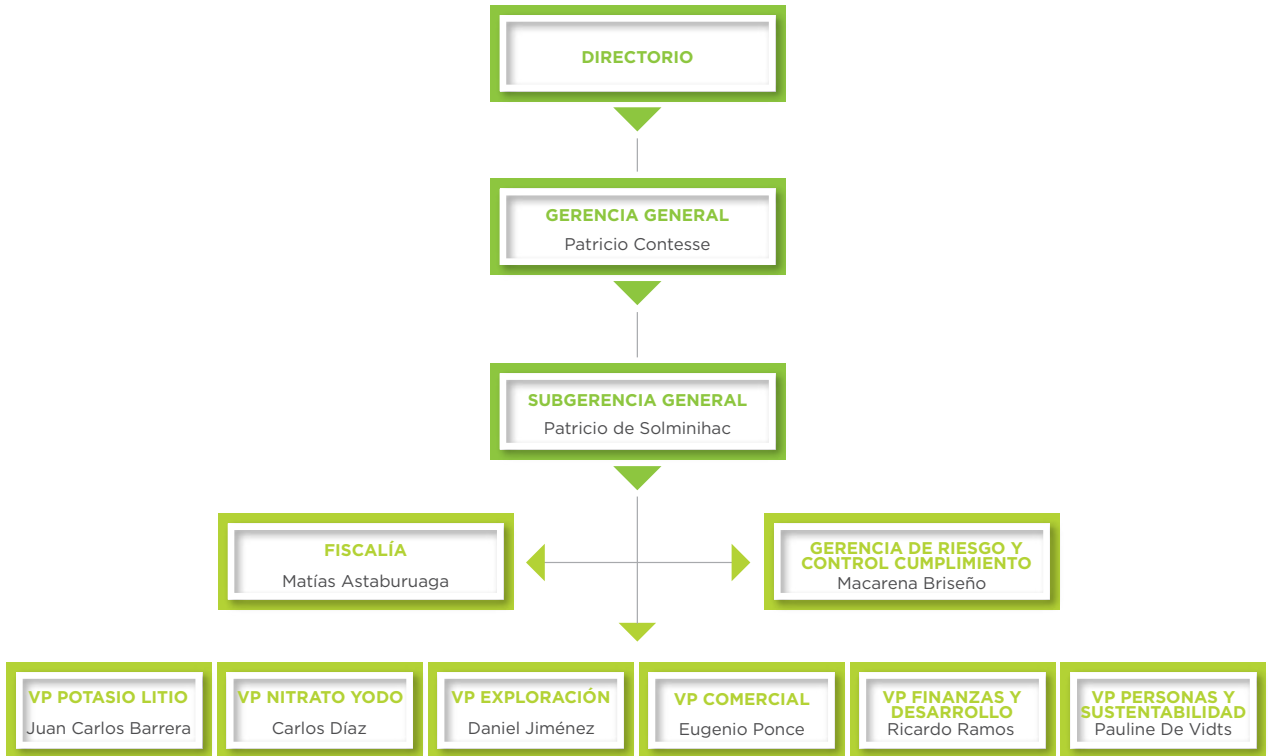 DIRECTORIO
GERENCIA GENERAL
Patricio Contesse
SUBGERENCIA GENERAL
Patricio de Solminihac
FISCALÍA
Matías Astaburuaga
GERENCIA DE RIESGO Y
CONTROL CUMPLIMIENTO
Macarena Briseño
VP POTASIO LITIO
Juan Carlos Barrera
VP NITRATO YODO
Carlos Díaz
VP EXPLORACIÓN
Daniel Jiménez
VP COMERCIAL
Eugenio Ponce
VP FINANZAS Y
DESARROLLO
Ricardo Ramos
VP PERSONAS Y
SUSTENTABILIDAD
Pauline De Vidts